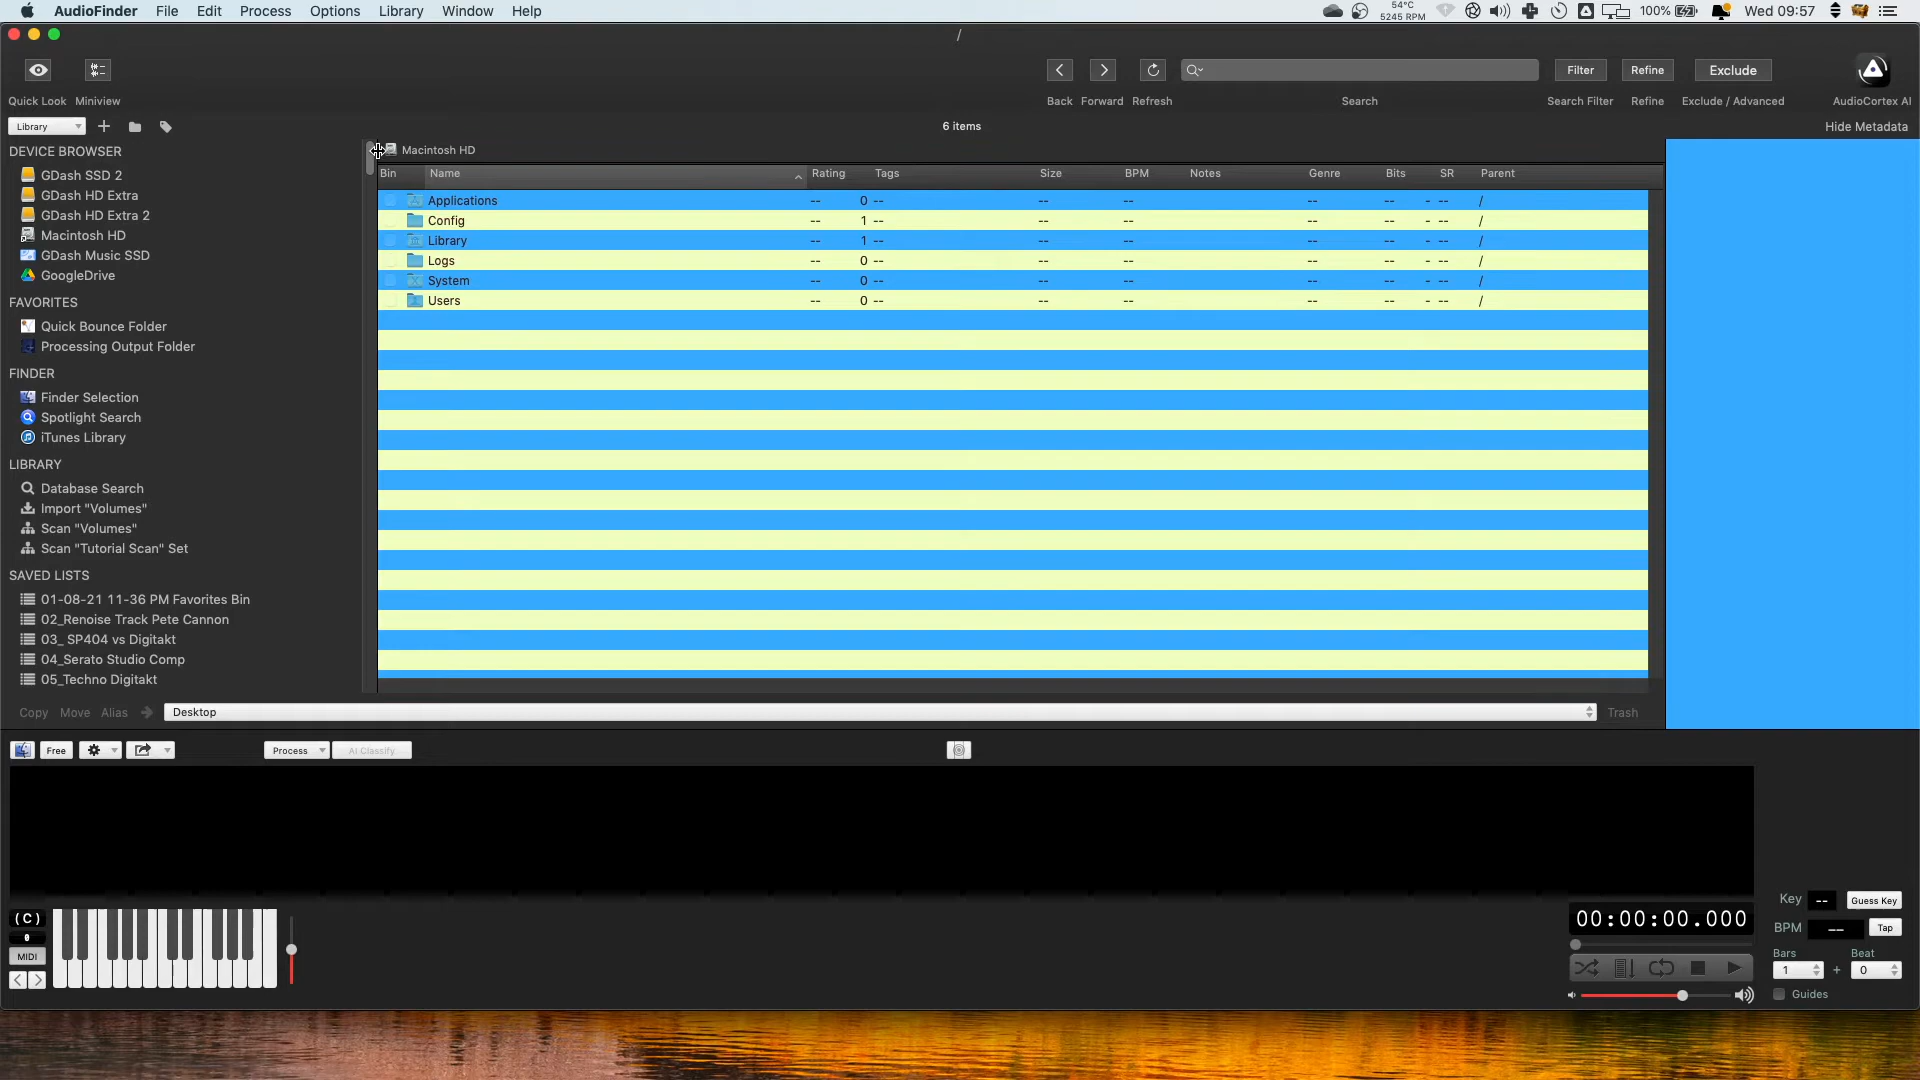 AudioFinder File Edit Process Options Library Window Help 54°C 5245 RPM 100% Wed 09:57
/
Filter Refine Exclude
Quick Look Miniview Back Forward Refresh Search Search Filter Refine Exclude / Advanced AudioCortex AI
Library 6 items Hide Metadata
DEVICE BROWSER
GDash SSD 2
GDash HD Extra
GDash HD Extra 2
Macintosh HD
GDash Music SSD
GoogleDrive
FAVORITES
Quick Bounce Folder
Processing Output Folder
FINDER
Finder Selection
Spotlight Search
iTunes Library
LIBRARY
Database Search
Import "Volumes"
Scan "Volumes"
Scan "Tutorial Scan" Set
SAVED LISTS
01-08-21 11-36 PM Favorites Bin
02_Renoise Track Pete Cannon
03_ SP404 vs Digitakt
04_Serato Studio Comp
05_Techno Digitakt
Macintosh HD
Bin Name Rating Tags Size BPM Notes Genre Bits SR Parent
Applications -- 0 -- -- -- -- -- - -- /
Config -- 1 -- -- -- -- -- - -- /
Library -- 1 -- -- -- -- -- - -- /
Logs -- 0 -- -- -- -- -- - -- /
System -- 0 -- -- -- -- -- - -- /
Users -- 0 -- -- -- -- -- - -- /
Copy Move Alias Desktop Trash
Free Process AI Classify
(C)
0
MIDI
00:00:00.000
Key -- Guess Key
BPM -- Tap
Bars Beat
1 + 0
Guides